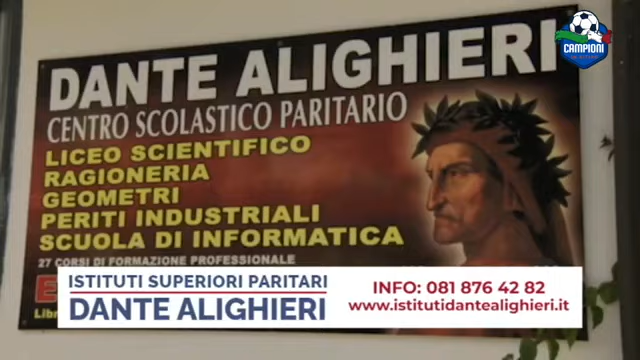 CAMPIONI
DANTE ALIGHIERI
CENTRO SCOLASTICO PARITARIO
LICEO SCIENTIFICO
RAGIONERIA
GEOMETRI
PERITI INDUSTRIALI
SCUOLA DI INFORMATICA
27 CORSI DI FORMAZIONE PROFESSIONALE
ISTITUTI SUPERIORI PARITARI
DANTE ALIGHIERI
INFO: 081 876 42 82
www.istitutidantealighieri.it